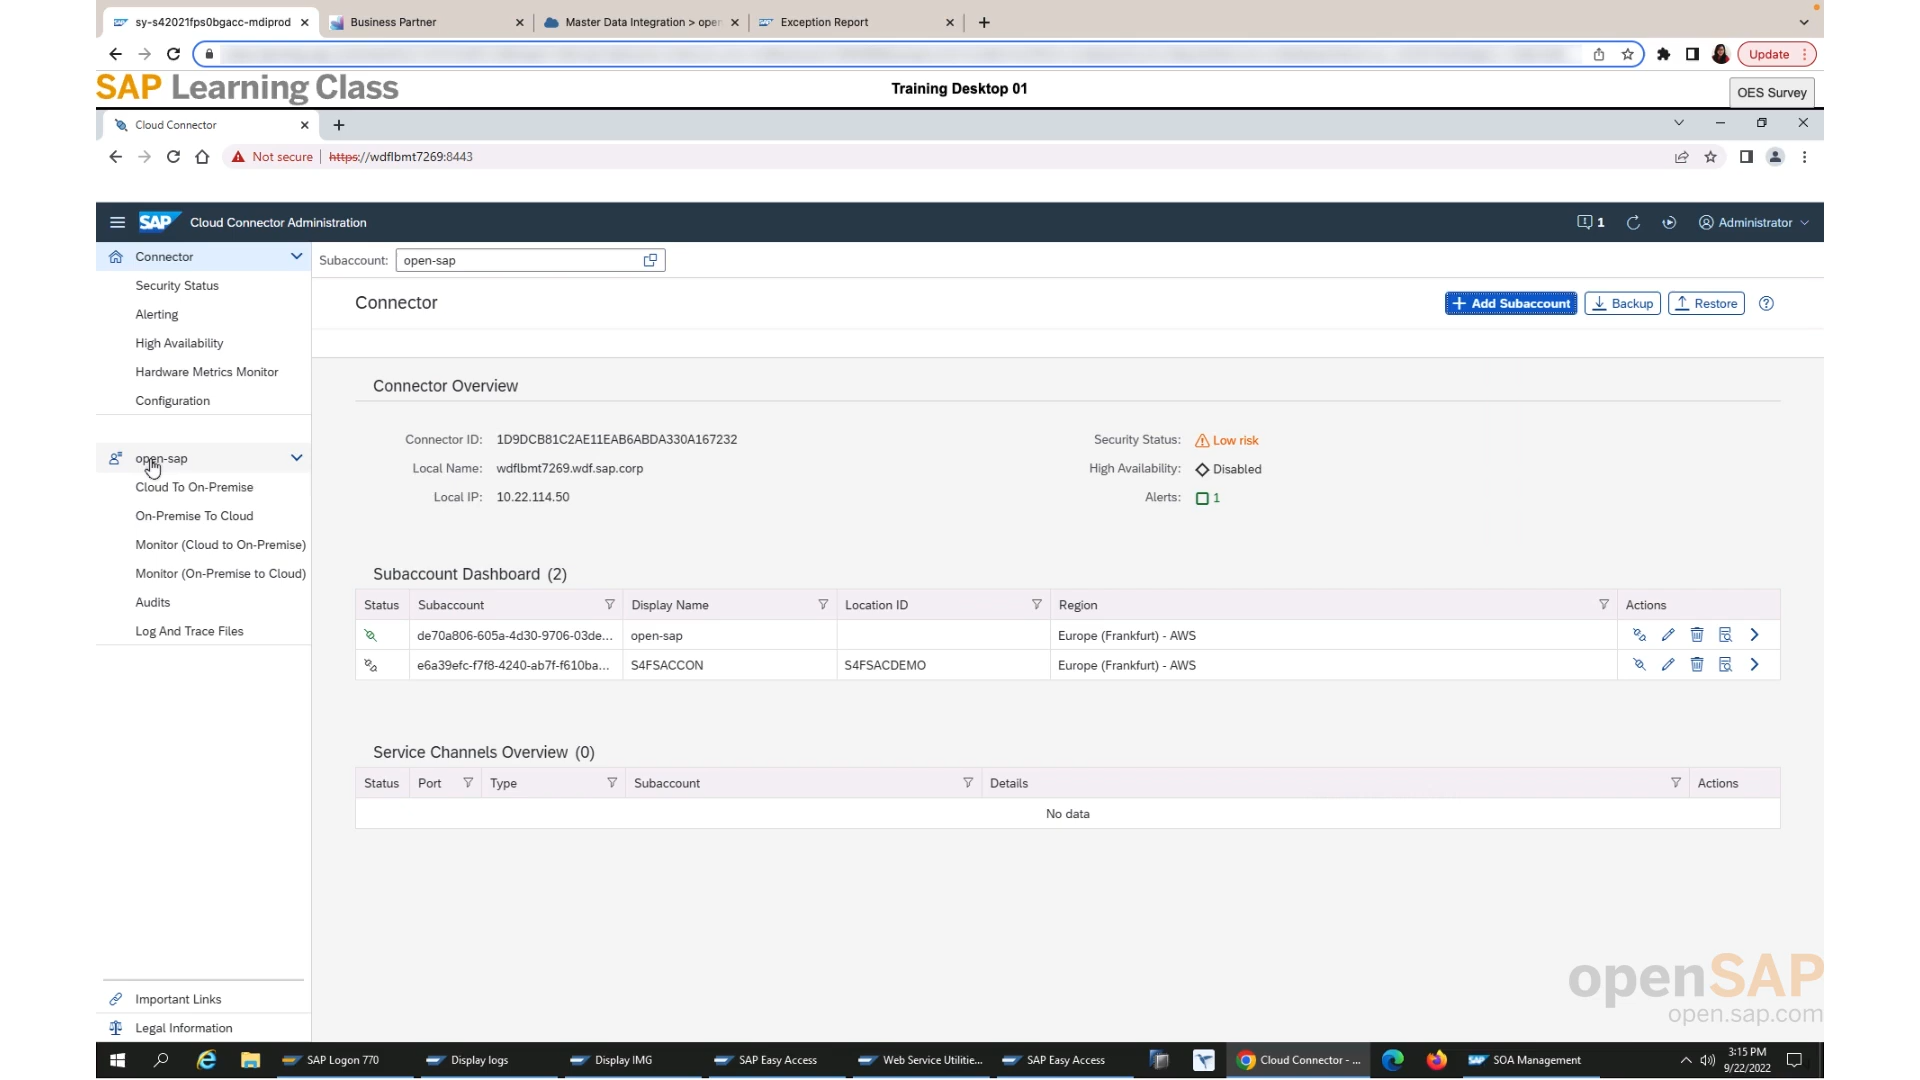 sy-s42021fps0bgacc-mdiprod
Business Partner
Master Data Integration > open
Exception Report
Update
SAP Learning Class
Training Desktop 01
OES Survey
Cloud Connector
Not secure
https://wdflbmt7269:8443
SAP Cloud Connector Administration
1
Administrator
Connector
Security Status
Alerting
High Availability
Hardware Metrics Monitor
Configuration
open-sap
Cloud To On-Premise
On-Premise To Cloud
Monitor (Cloud to On-Premise)
Monitor (On-Premise to Cloud)
Audits
Log And Trace Files
Important Links
Legal Information
Subaccount: open-sap
Connector
Add Subaccount
Backup
Restore
Connector Overview
Connector ID: 1D9DCB81C2AE11EAB6ABDA330A167232
Local Name: wdflbmt7269.wdf.sap.corp
Local IP: 10.22.114.50
Security Status: Low risk
High Availability: Disabled
Alerts: 1
Subaccount Dashboard (2)
Status Subaccount Display Name Location ID Region Actions
de70a806-605a-4d30-9706-03de... open-sap Europe (Frankfurt) - AWS
e6a39efc-f7f8-4240-ab7f-f610ba... S4FSACCON S4FSACDEMO Europe (Frankfurt) - AWS
Service Channels Overview (0)
Status Port Type Subaccount Details Actions
No data
openSAP
open.sap.com
SAP Logon 770
Display logs
Display IMG
SAP Easy Access
Web Service Utilitie...
SAP Easy Access
Cloud Connector - ...
SOA Management
3:15 PM
9/22/2022